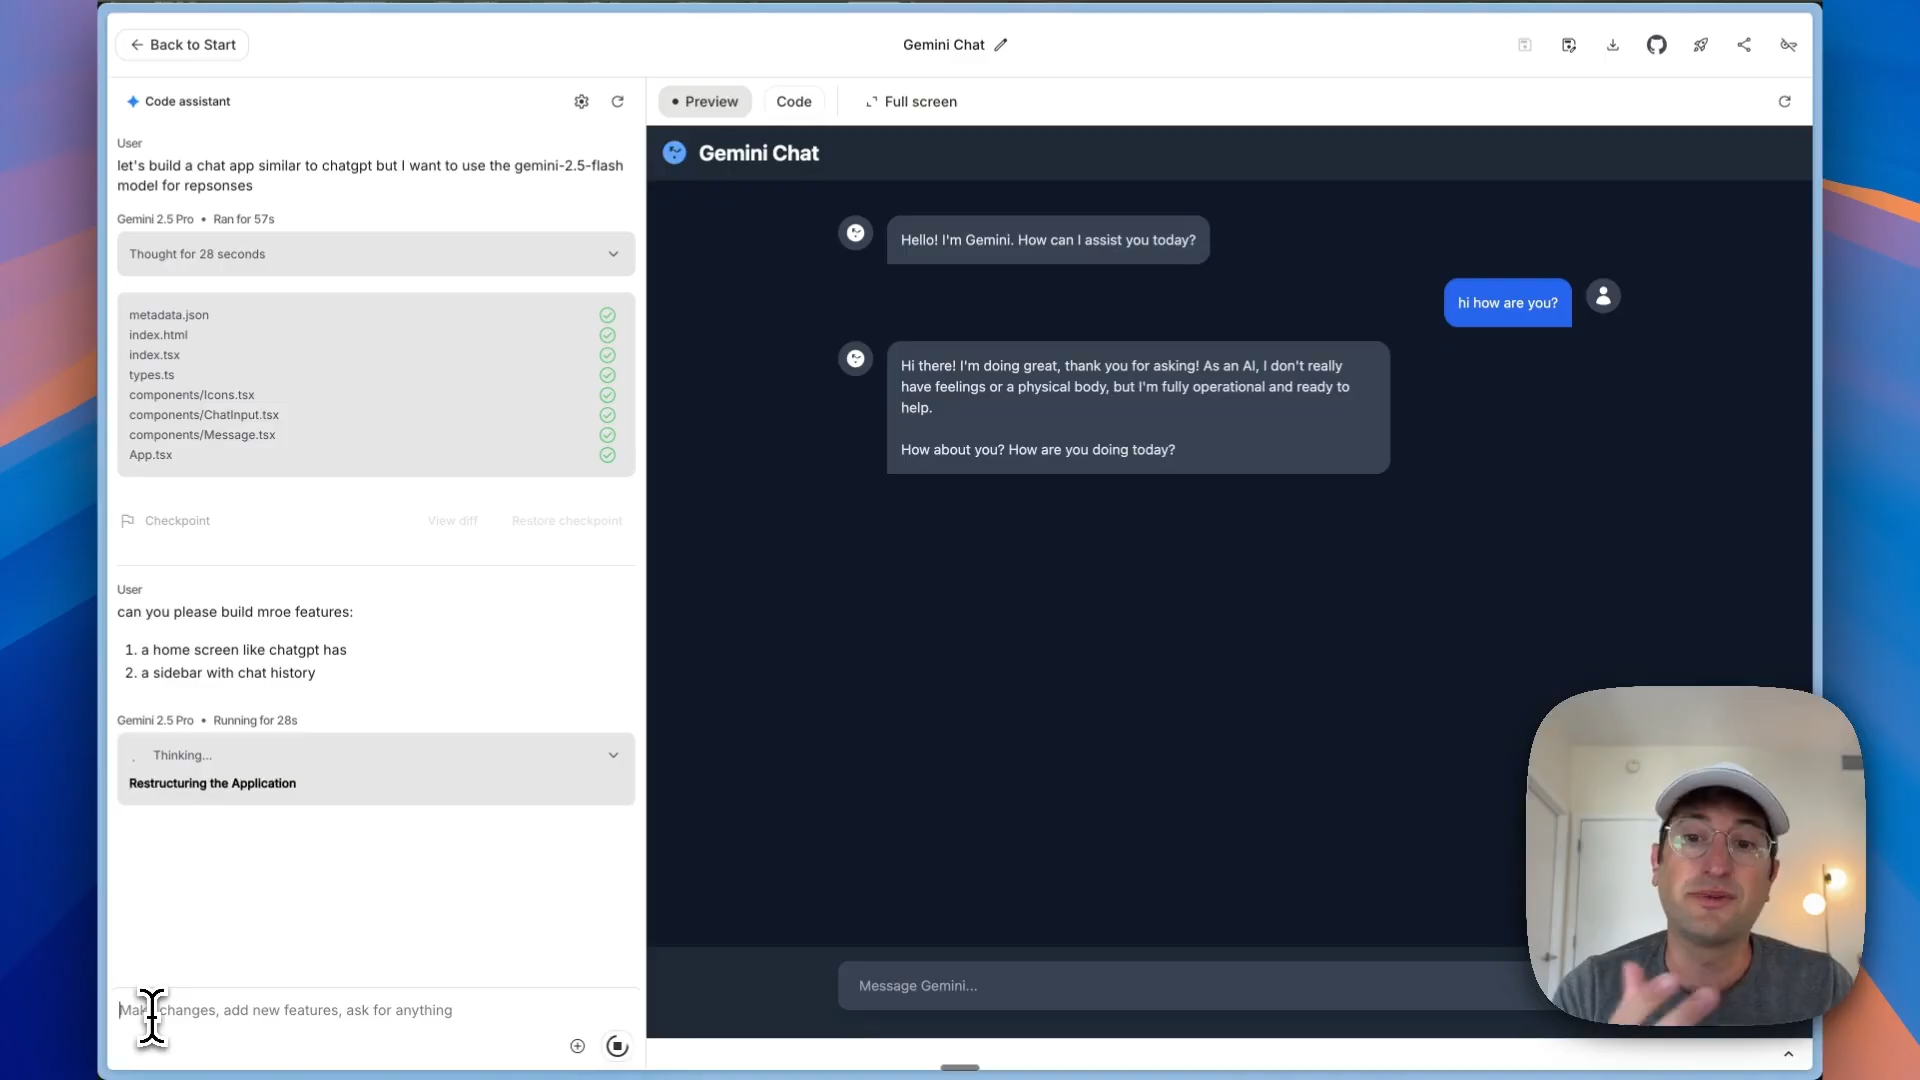 Back to Start
Gemini Chat
Code assistant
Preview
Code
Full screen
User
let's build a chat app similar to chatgpt but I want to use the gemini-2.5-flash
model for repsonses
Gemini 2.5 Pro • Ran for 57s
Thought for 28 seconds
metadata.json
index.html
index.tsx
types.ts
components/Icons.tsx
components/ChatInput.tsx
components/Message.tsx
App.tsx
Checkpoint
View diff
Restore checkpoint
User
can you please build mroe features:
1. a home screen like chatgpt has
2. a sidebar with chat history
Gemini 2.5 Pro • Running for 28s
Thinking...
Restructuring the Application
changes, add new features, ask for anything
Gemini Chat
Hello! I'm Gemini. How can I assist you today?
hi how are you?
Hi there! I'm doing great, thank you for asking! As an AI, I don't really
have feelings or a physical body, but I'm fully operational and ready to
help.
How about you? How are you doing today?
Message Gemini...